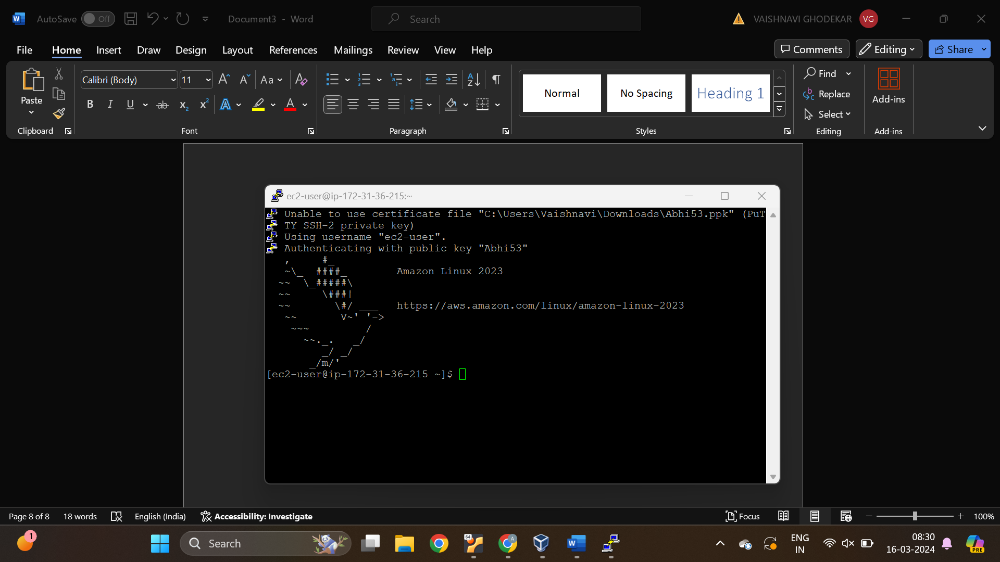 AutoSave Off Document3 - Word Search VAISHNAVI GHODEKAR VG
File Home Insert Draw Design Layout References Mailings Review View Help Comments Editing Share
Paste
Clipboard
Calibri (Body) 11
Font
Paragraph
Normal No Spacing Heading 1
Styles
Find
Replace
Select
Editing
Add-ins
Add-ins
ec2-user@ip-172-31-36-215:~
Unable to use certificate file "C:\Users\Vaishnavi\Downloads\Abhi53.ppk" (PuT
TY SSH-2 private key)
Using username "ec2-user".
Authenticating with public key "Abhi53"
   ,     #_
   ~\_  ####_        Amazon Linux 2023
  ~~  \_#####\
  ~~     \###|
  ~~       \#/ ___   https://aws.amazon.com/linux/amazon-linux-2023
   ~~       V~' '->
    ~~~         /
      ~~._.   _/
         _/ _/
       _/m/'
[ec2-user@ip-172-31-36-215 ~]$
Page 8 of 8 18 words English (India) Accessibility: Investigate Focus 100%
1 Search 64 A ENG IN 08:30 16-03-2024 PRE